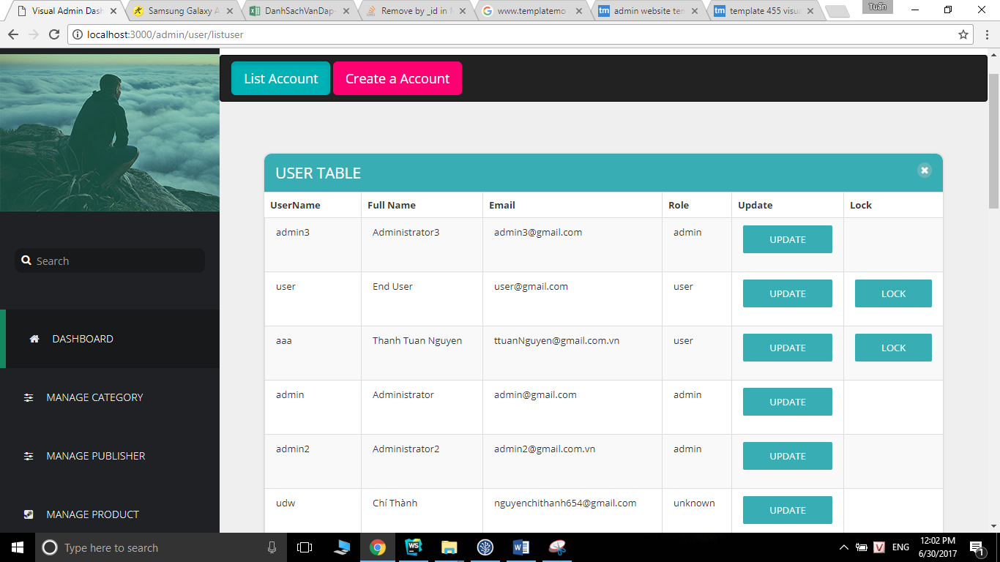 Visual Admin Dash
Samsung Galaxy A
DanhSachVanDap-
Remove by _id in M
www.templatemo
admin website tem
template 455 visua
Tuấn
localhost:3000/admin/user/listuser
List Account
Create a Account
USER TABLE
UserName Full Name Email Role Update Lock
admin3 Administrator3 admin3@gmail.com admin UPDATE
user End User user@gmail.com user UPDATE LOCK
aaa Thanh Tuan Nguyen ttuanNguyen@gmail.com.vn user UPDATE LOCK
admin Administrator admin@gmail.com admin UPDATE
admin2 Administrator2 admin2@gmail.com.vn admin UPDATE
udw Chí Thành nguyenchithanh654@gmail.com unknown UPDATE
Search
DASHBOARD
MANAGE CATEGORY
MANAGE PUBLISHER
MANAGE PRODUCT
Type here to search
WS
W
V
ENG
12:02 PM
6/30/2017
1